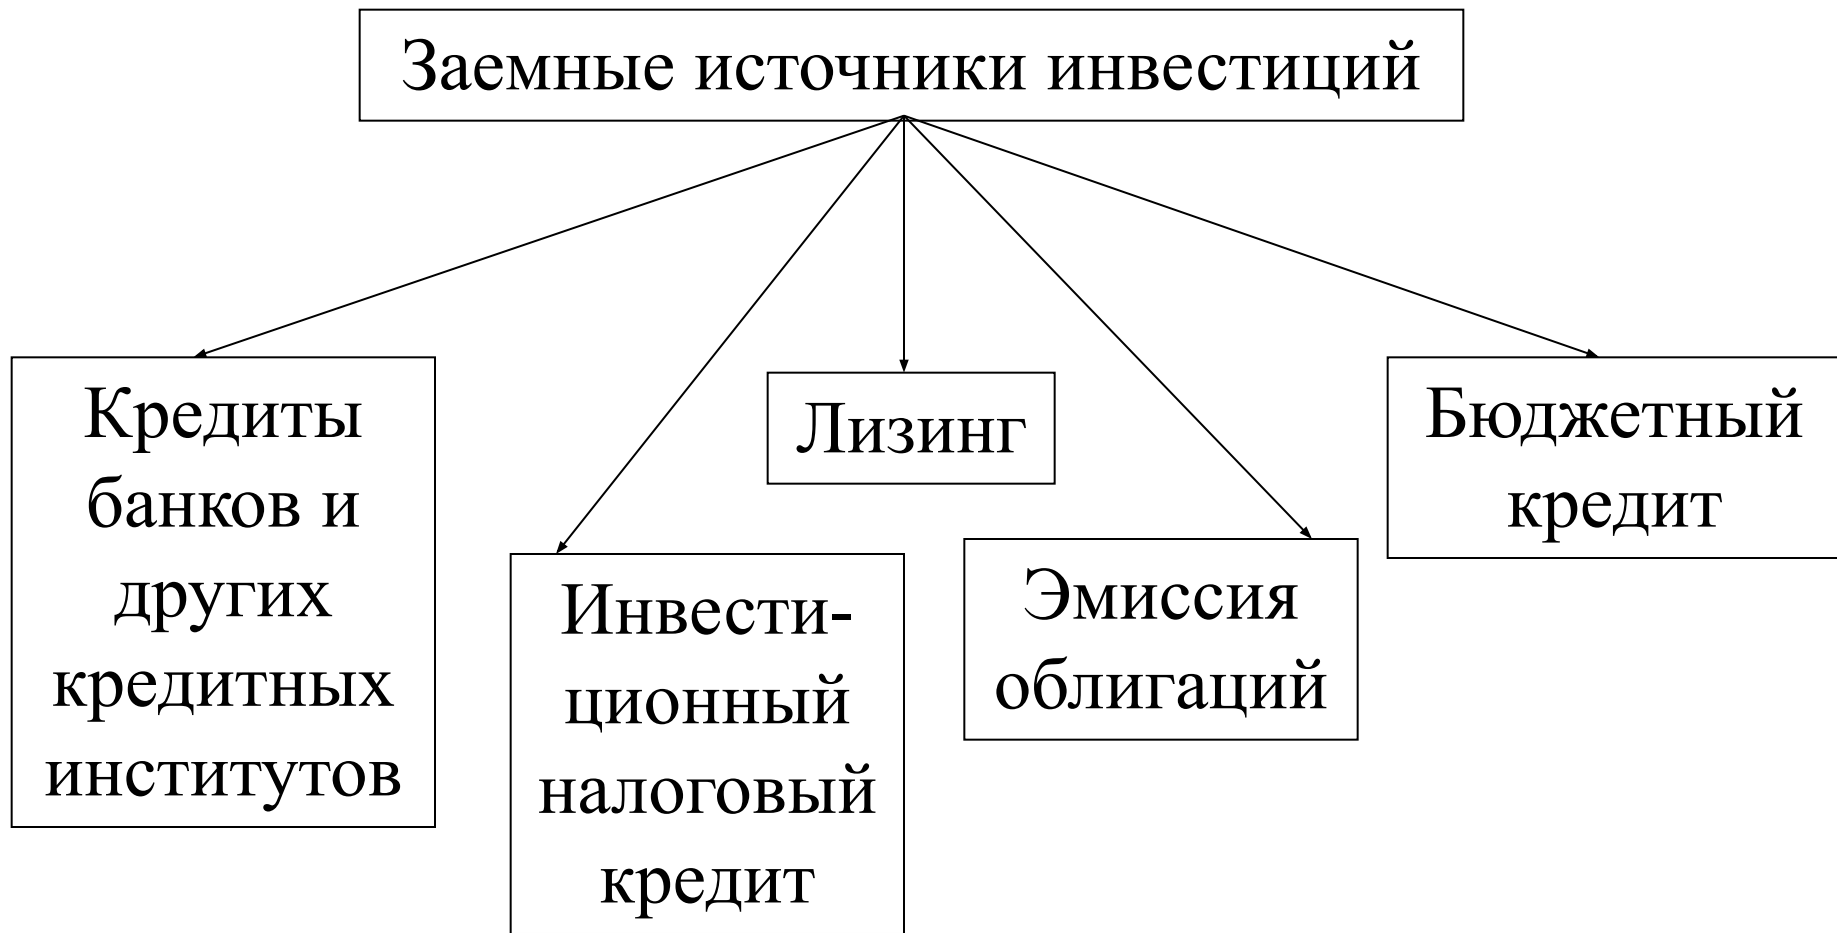 Заемные источники инвестиций
Кредиты
банков и
других
кредитных
институтов
Инвести-
ционный
налоговый
кредит
Лизинг
Эмиссия
облигаций
Бюджетный
кредит